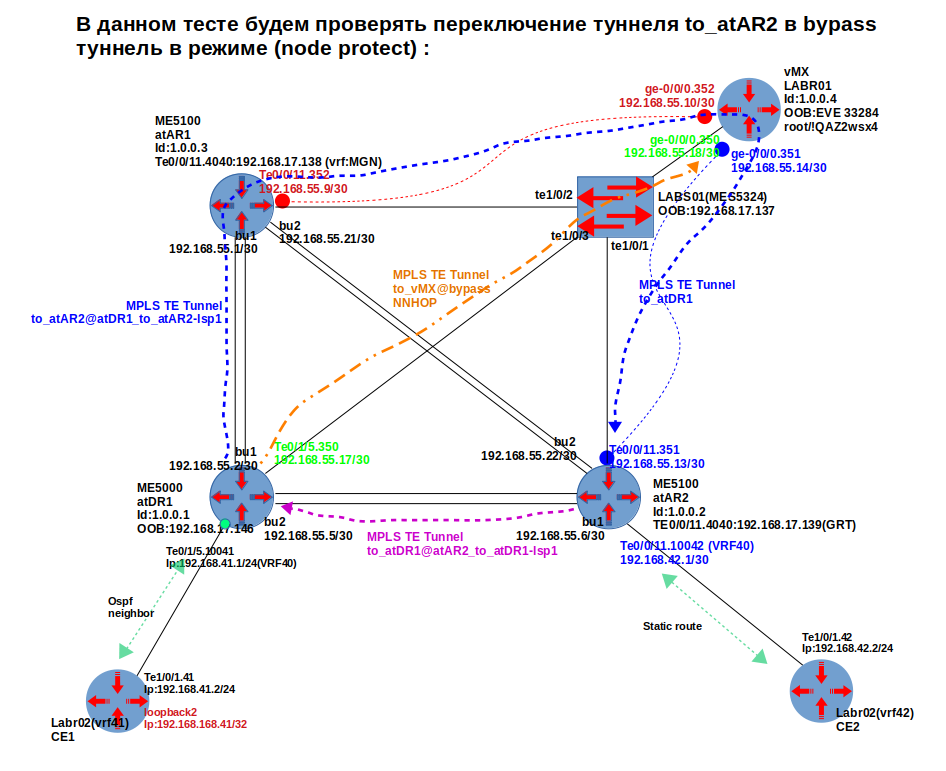 В данном тесте будем проверять переключение туннеля to_atAR2 в bypass
туннель в режиме (node protect) :
vMX
LABR01
Id:1.0.0.4
OOB:EVE 33284
root/!QAZ2wsx4
ge-0/0/0.352
192.168.55.10/30
ge-0/0/0.350
192.168.55.18/30
ge-0/0/0.351
192.168.55.14/30
ME5100
atAR1
Id:1.0.0.3
Te0/0/11.4040:192.168.17.138 (vrf:MGN)
Te0/0/11.352
192.168.55.9/30
bu2
192.168.55.21/30
bu1
192.168.55.1/30
te1/0/2
LABS01(MES5324)
OOB:192.168.17.137
te1/0/3
te1/0/1
MPLS TE Tunnel
to_vMX@bypass
NNHOP
MPLS TE Tunnel
to_atDR1
MPLS TE Tunnel
to_atAR2@atDR1_to_atAR2-lsp1
bu1
192.168.55.2/30
Te0/1/5.350
192.168.55.17/30
bu2
192.168.55.22/30
Te0/0/11.351
192.168.55.13/30
ME5000
atDR1
Id:1.0.0.1
OOB:192.168.17.146
bu2
192.168.55.5/30
MPLS TE Tunnel
to_atDR1@atAR2_to_atDR1-lsp1
bu1
192.168.55.6/30
ME5100
atAR2
Id:1.0.0.2
TE0/0/11.4040:192.168.17.139(GRT)
Te0/1/5.10041
Ip:192.168.41.1/24(VRF40)
Te0/0/11.10042 (VRF40)
192.168.42.1/30
Ospf
neighbor
Static route
Te1/0/1.41
Ip:192.168.41.2/24
loopback2
Ip:192.168.168.41/32
Labr02(vrf41)
CE1
Te1/0/1.42
Ip:192.168.42.2/24
Labr02(vrf42)
CE2